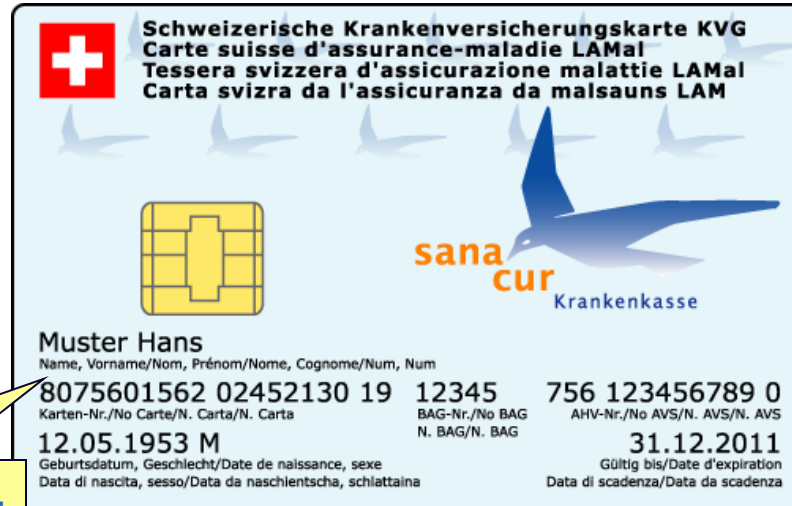 Schweizerische Krankenversicherungskarte KVG
Carte suisse d'assurance-maladie LAMal
Tessera svizzera d'assicurazione malattie LAMal
Carta svizra da l'assicuranza da malsauns LAM
sana
cur
Krankenkasse
Muster Hans
Name, Vorname/Nom, Prénom/Nome, Cognome/Num, Num
8075601562 02452130 19 12345 756 123456789 0
Karten-Nr./No Carte/N. Carta/N. Carta BAG-Nr./No BAG AHV-Nr./No AVS/N. AVS/N. AVS
N. BAG/N. BAG
12.05.1953 M 31.12.2011
Geburtsdatum, Geschlecht/Date de naissance, sexe Gültig bis/Date d'expiration
Data di nascita, sesso/Data da naschientscha, schlattaina Data di scadenza/Data da scadenza